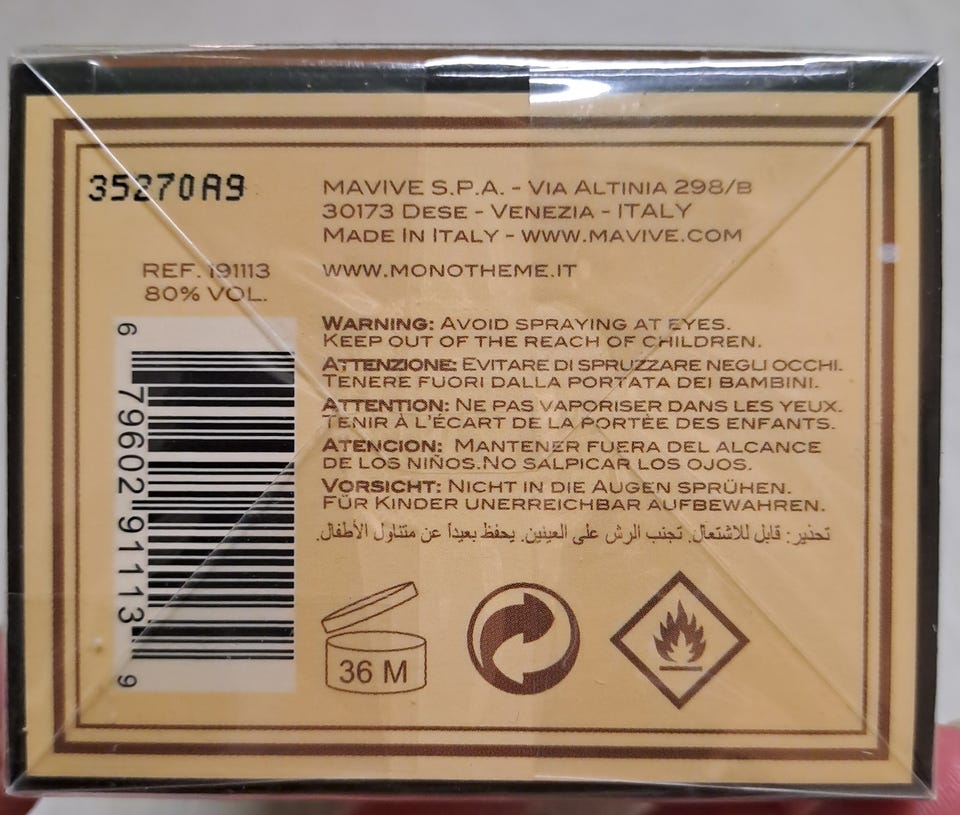 35270A9
MAVIVE S.P.A. - VIA ALTINIA 298/B
30173 DESE - VENEZIA - ITALY
MADE IN ITALY - WWW.MAVIVE.COM
WWW.MONOTHEME.IT
REF. 191113
80% VOL.
WARNING: AVOID SPRAYING AT EYES.
KEEP OUT OF THE REACH OF CHILDREN.
ATTENZIONE: EVITARE DI SPRUZZARE NEGLI OCCHI.
TENERE FUORI DALLA PORTATA DEI BAMBINI.
ATTENTION: NE PAS VAPORISER DANS LES YEUX.
TENIR À L'ÉCART DE LA PORTÉE DES ENFANTS.
ATENCION: MANTENER FUERA DEL ALCANCE
DE LOS NIÑOS.NO SALPICAR LOS OJOS.
VORSICHT: NICHT IN DIE AUGEN SPRÜHEN.
FÜR KINDER UNERREICHBAR AUFBEWAHREN.
تحذير: قابل للاشتعال. تجنب الرش على العينين. يحفظ بعيداً عن متناول الأطفال.
6 79602 91113 9
36 M